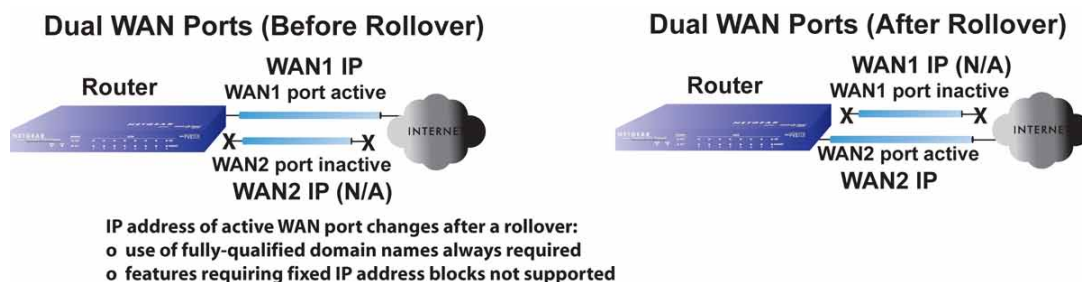 Dual WAN Ports (Before Rollover)
WAN1 IP
Router
WAN1 port active
NETGEAR
X
X
INTERNET
WAN2 port inactive
WAN2 IP (N/A)
Dual WAN Ports (After Rollover)
WAN1 IP (N/A)
Router
WAN1 port inactive
X
X
NETGEAR
INTERNET
WAN2 port active
WAN2 IP
IP address of active WAN port changes after a rollover:
o use of fully-qualified domain names always required
o features requiring fixed IP address blocks not supported